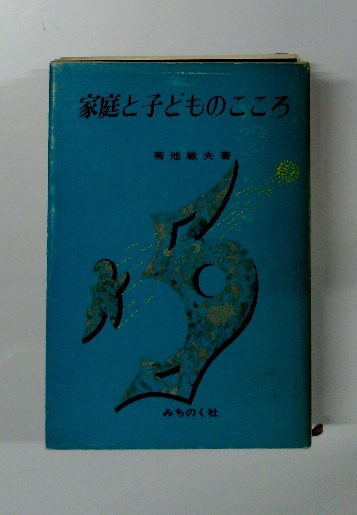 家庭と子どものこころ
菊池敏夫著
みちのく社